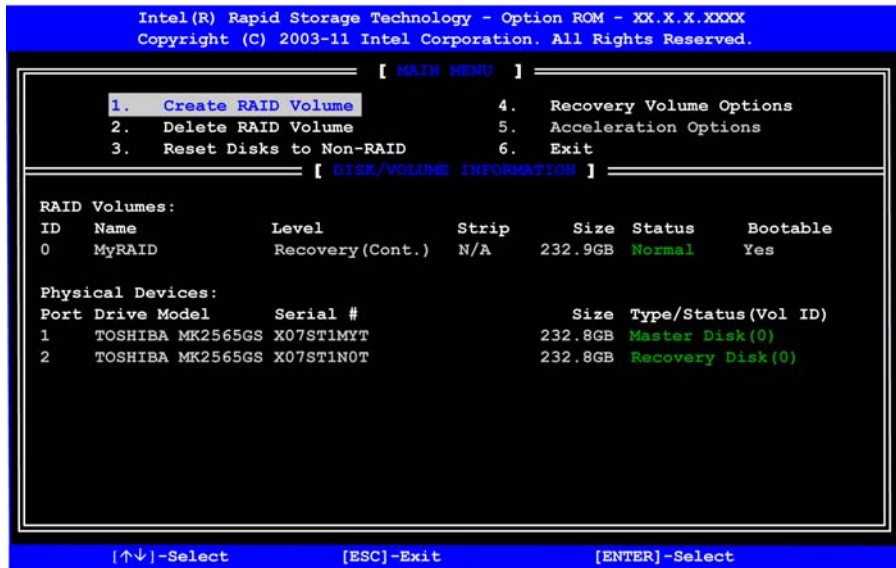 Intel(R) Rapid Storage Technology - Option ROM - XX.X.X.XXXX
Copyright (C) 2003-11 Intel Corporation. All Rights Reserved.
[ MAIN MENU ]
1. Create RAID Volume 4. Recovery Volume Options
2. Delete RAID Volume 5. Acceleration Options
3. Reset Disks to Non-RAID 6. Exit
[ DISK/VOLUME INFORMATION ]
RAID Volumes:
ID Name Level Strip Size Status Bootable
0 MyRAID Recovery(Cont.) N/A 232.9GB Normal Yes
Physical Devices:
Port Drive Model Serial # Size Type/Status(Vol ID)
1 TOSHIBA MK2565GS X07ST1MYT 232.8GB Master Disk(0)
2 TOSHIBA MK2565GS X07ST1N0T 232.8GB Recovery Disk(0)
[↑↓]-Select [ESC]-Exit [ENTER]-Select